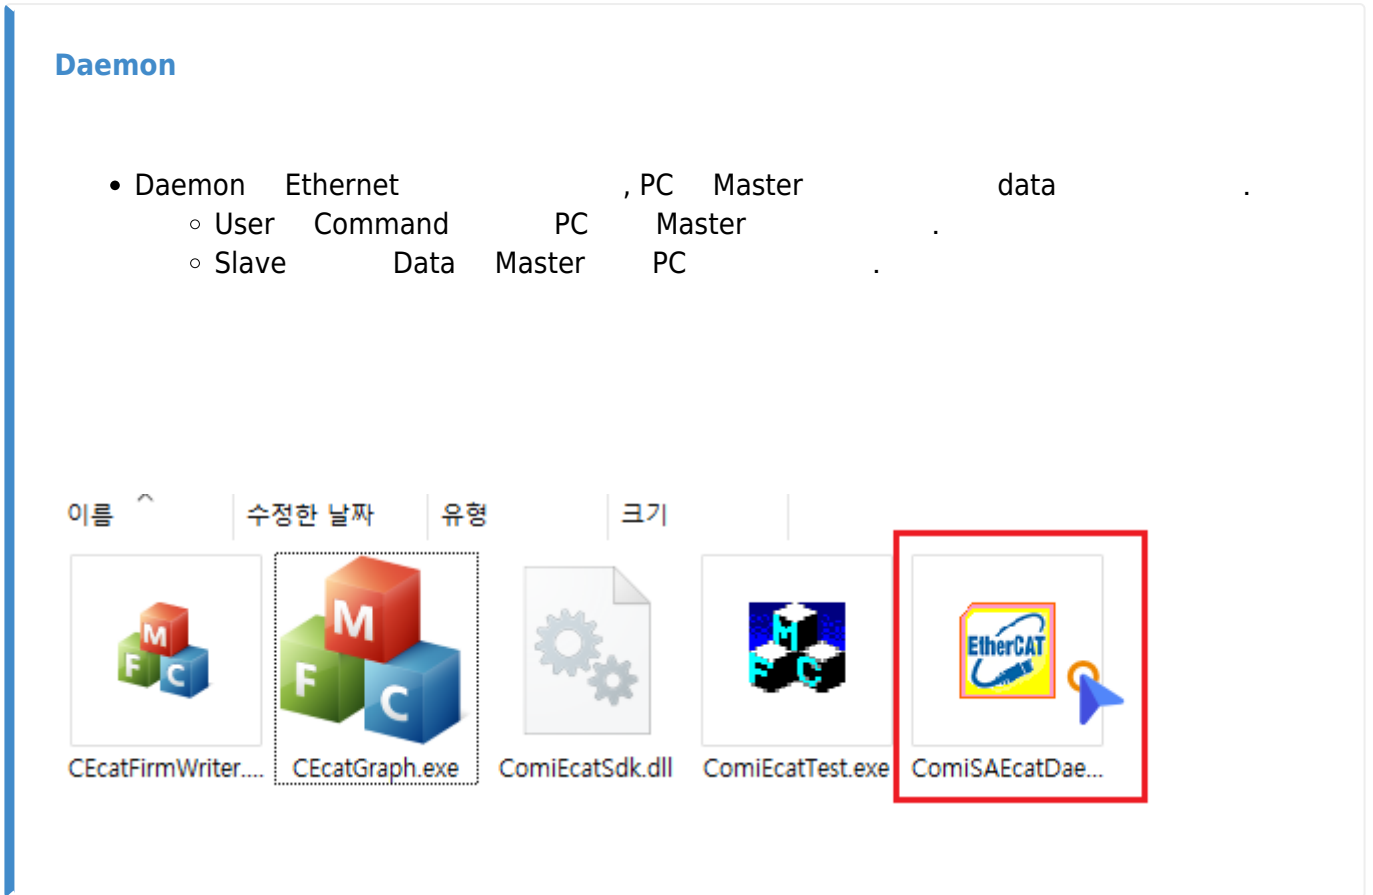 Daemon
Daemon Ethernet , PC Master data .
User Command PC Master .
Slave Data Master PC .
이름 수정한 날짜 유형 크기
M
F C
M
F C
M
F C
EtherCAT
CEcatFirmWriter.... CEcatGraph.exe ComiEcatSdk.dll ComiEcatTest.exe ComiSAEcatDae...